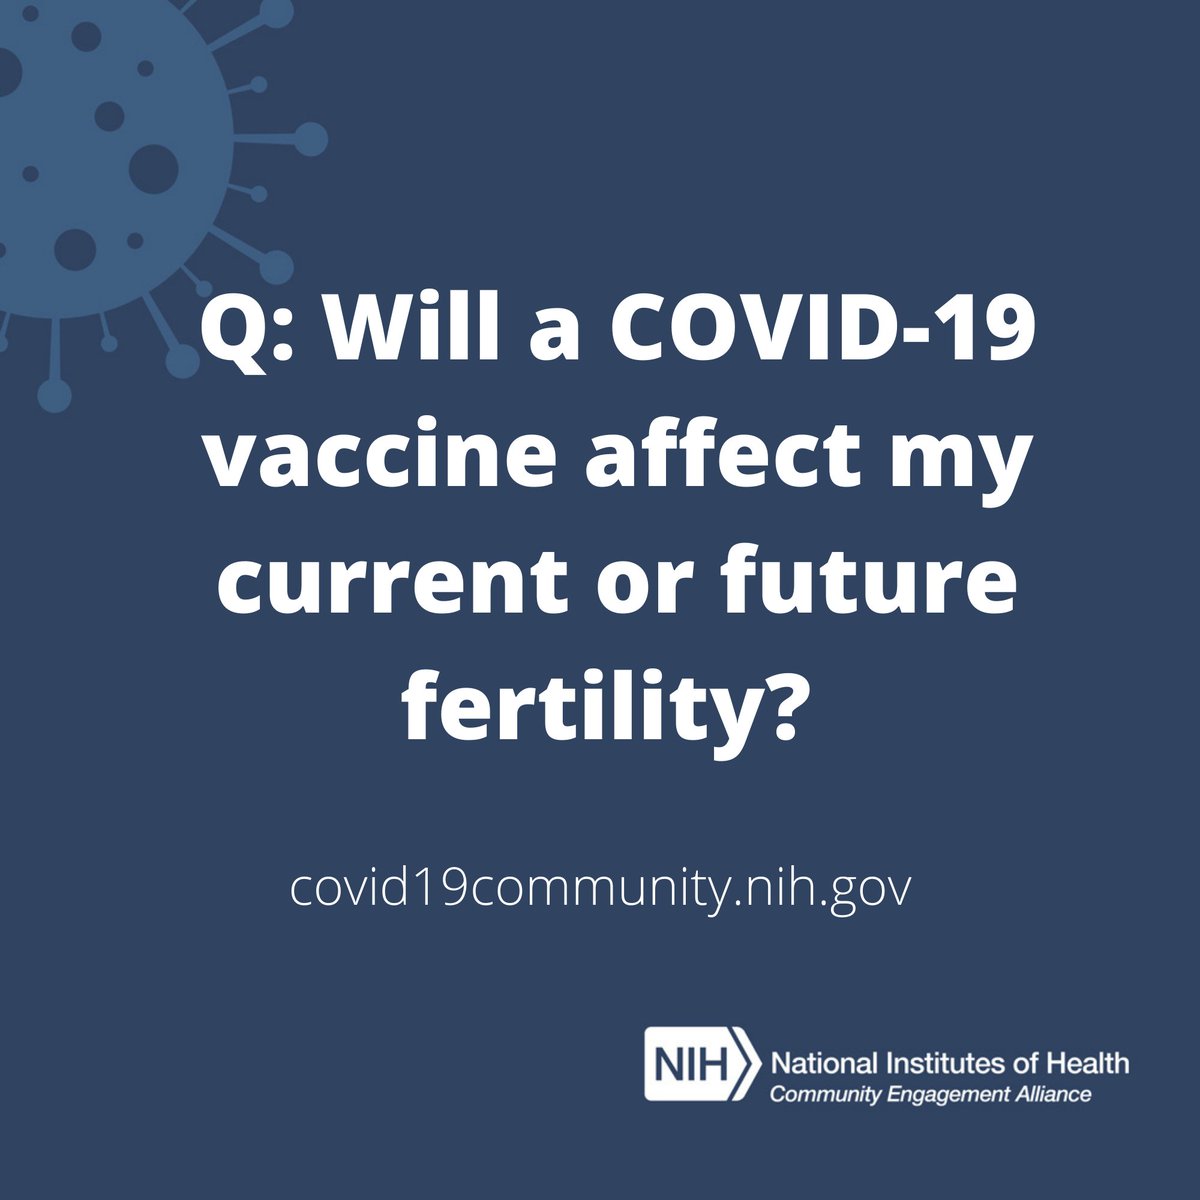 Q: Will a COVID-19
vaccine affect my
current or future
fertility?
covid19community.nih.gov
NIH National Institutes of Health
Community Engagement Alliance